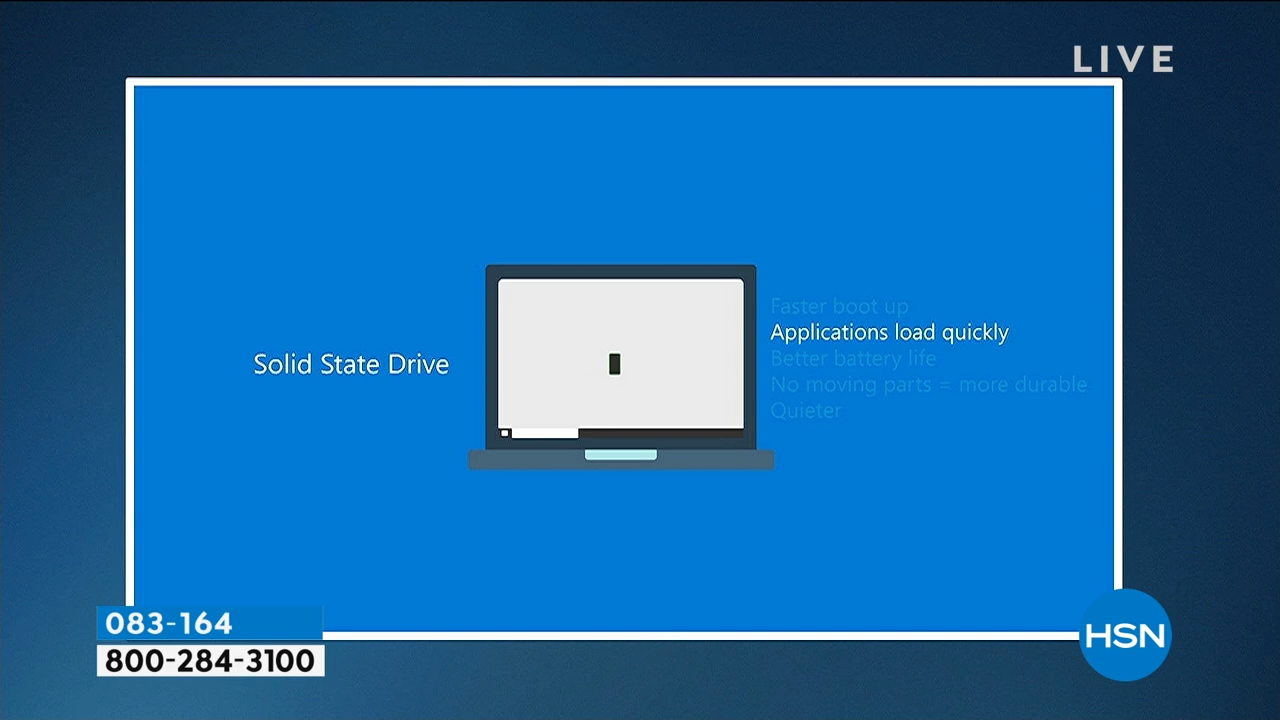 LIVE
Solid State Drive
Faster boot up
Applications load quickly
Better battery life
No moving parts = more durable
Quieter
083-164
800-284-3100
HSN